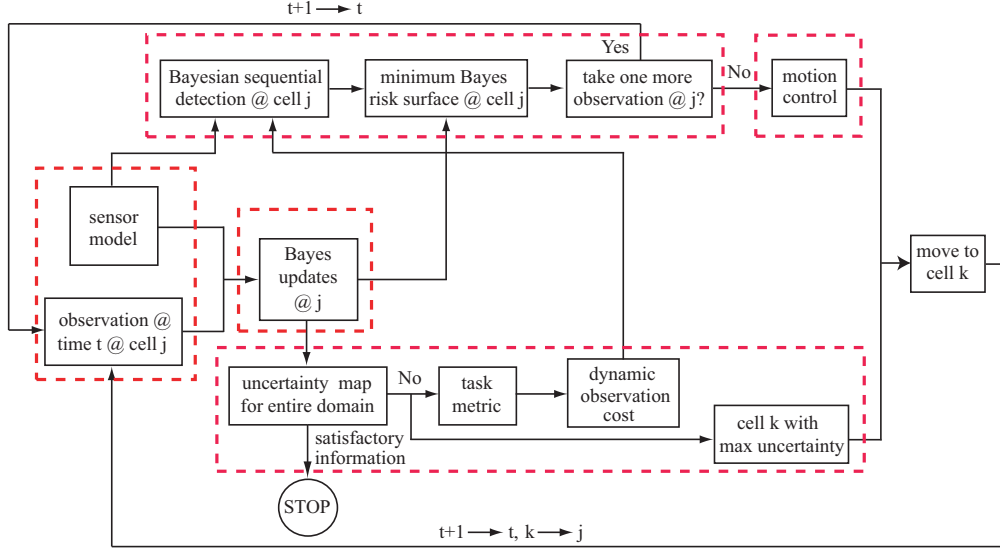 t+1 → t
Yes
Bayesian sequential
detection @ cell j
minimum Bayes
risk surface @ cell j
take one more
observation @ j?
No
motion
control
sensor
model
Bayes
updates
@ j
move to
cell k
observation @
time t @ cell j
uncertainty map
for entire domain
No
task
metric
dynamic
observation
cost
cell k with
max uncertainty
satisfactory
information
STOP
t+1 → t, k → j